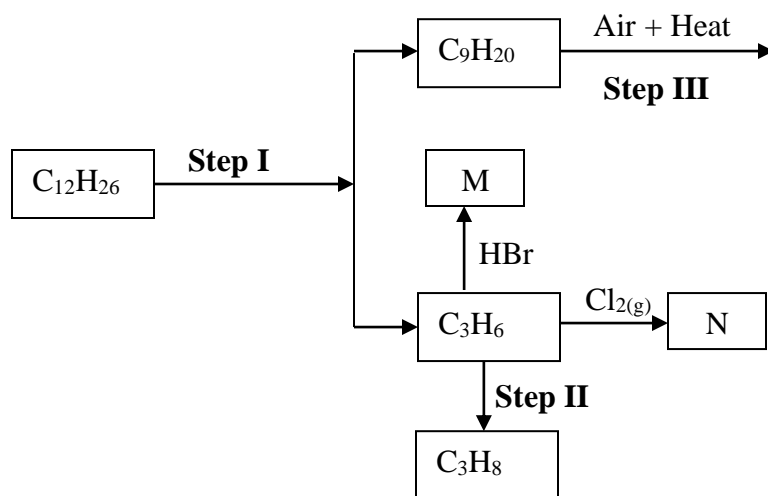 C₉H₂₀
Air + Heat
Step III
C₁₂H₂₆
Step I
M
HBr
C₃H₆
Cl₂₍g₎
N
Step II
C₃H₈